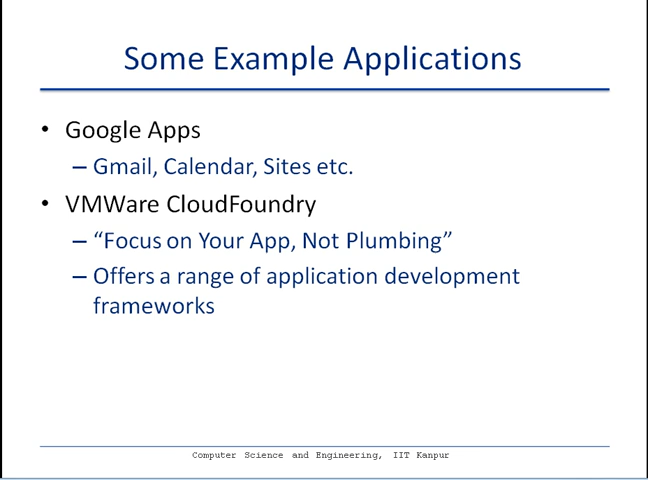 Some Example Applications
• Google Apps
– Gmail, Calendar, Sites etc.
• VMWare CloudFoundry
– “Focus on Your App, Not Plumbing”
– Offers a range of application development
frameworks
Computer Science and Engineering, IIT Kanpur